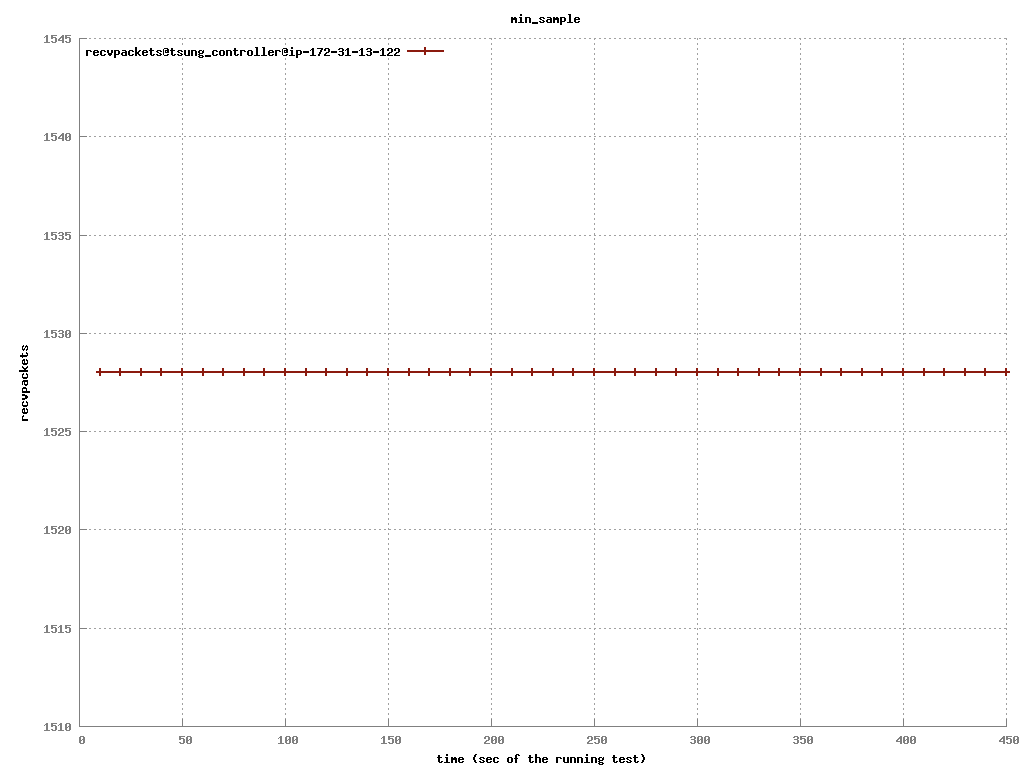 min_sample
recvpackets@tsung_controller@ip-172-31-13-122
1545
1540
1535
1530
1525
1520
1515
1510
recvpackets
0 50 100 150 200 250 300 350 400 450
time (sec of the running test)